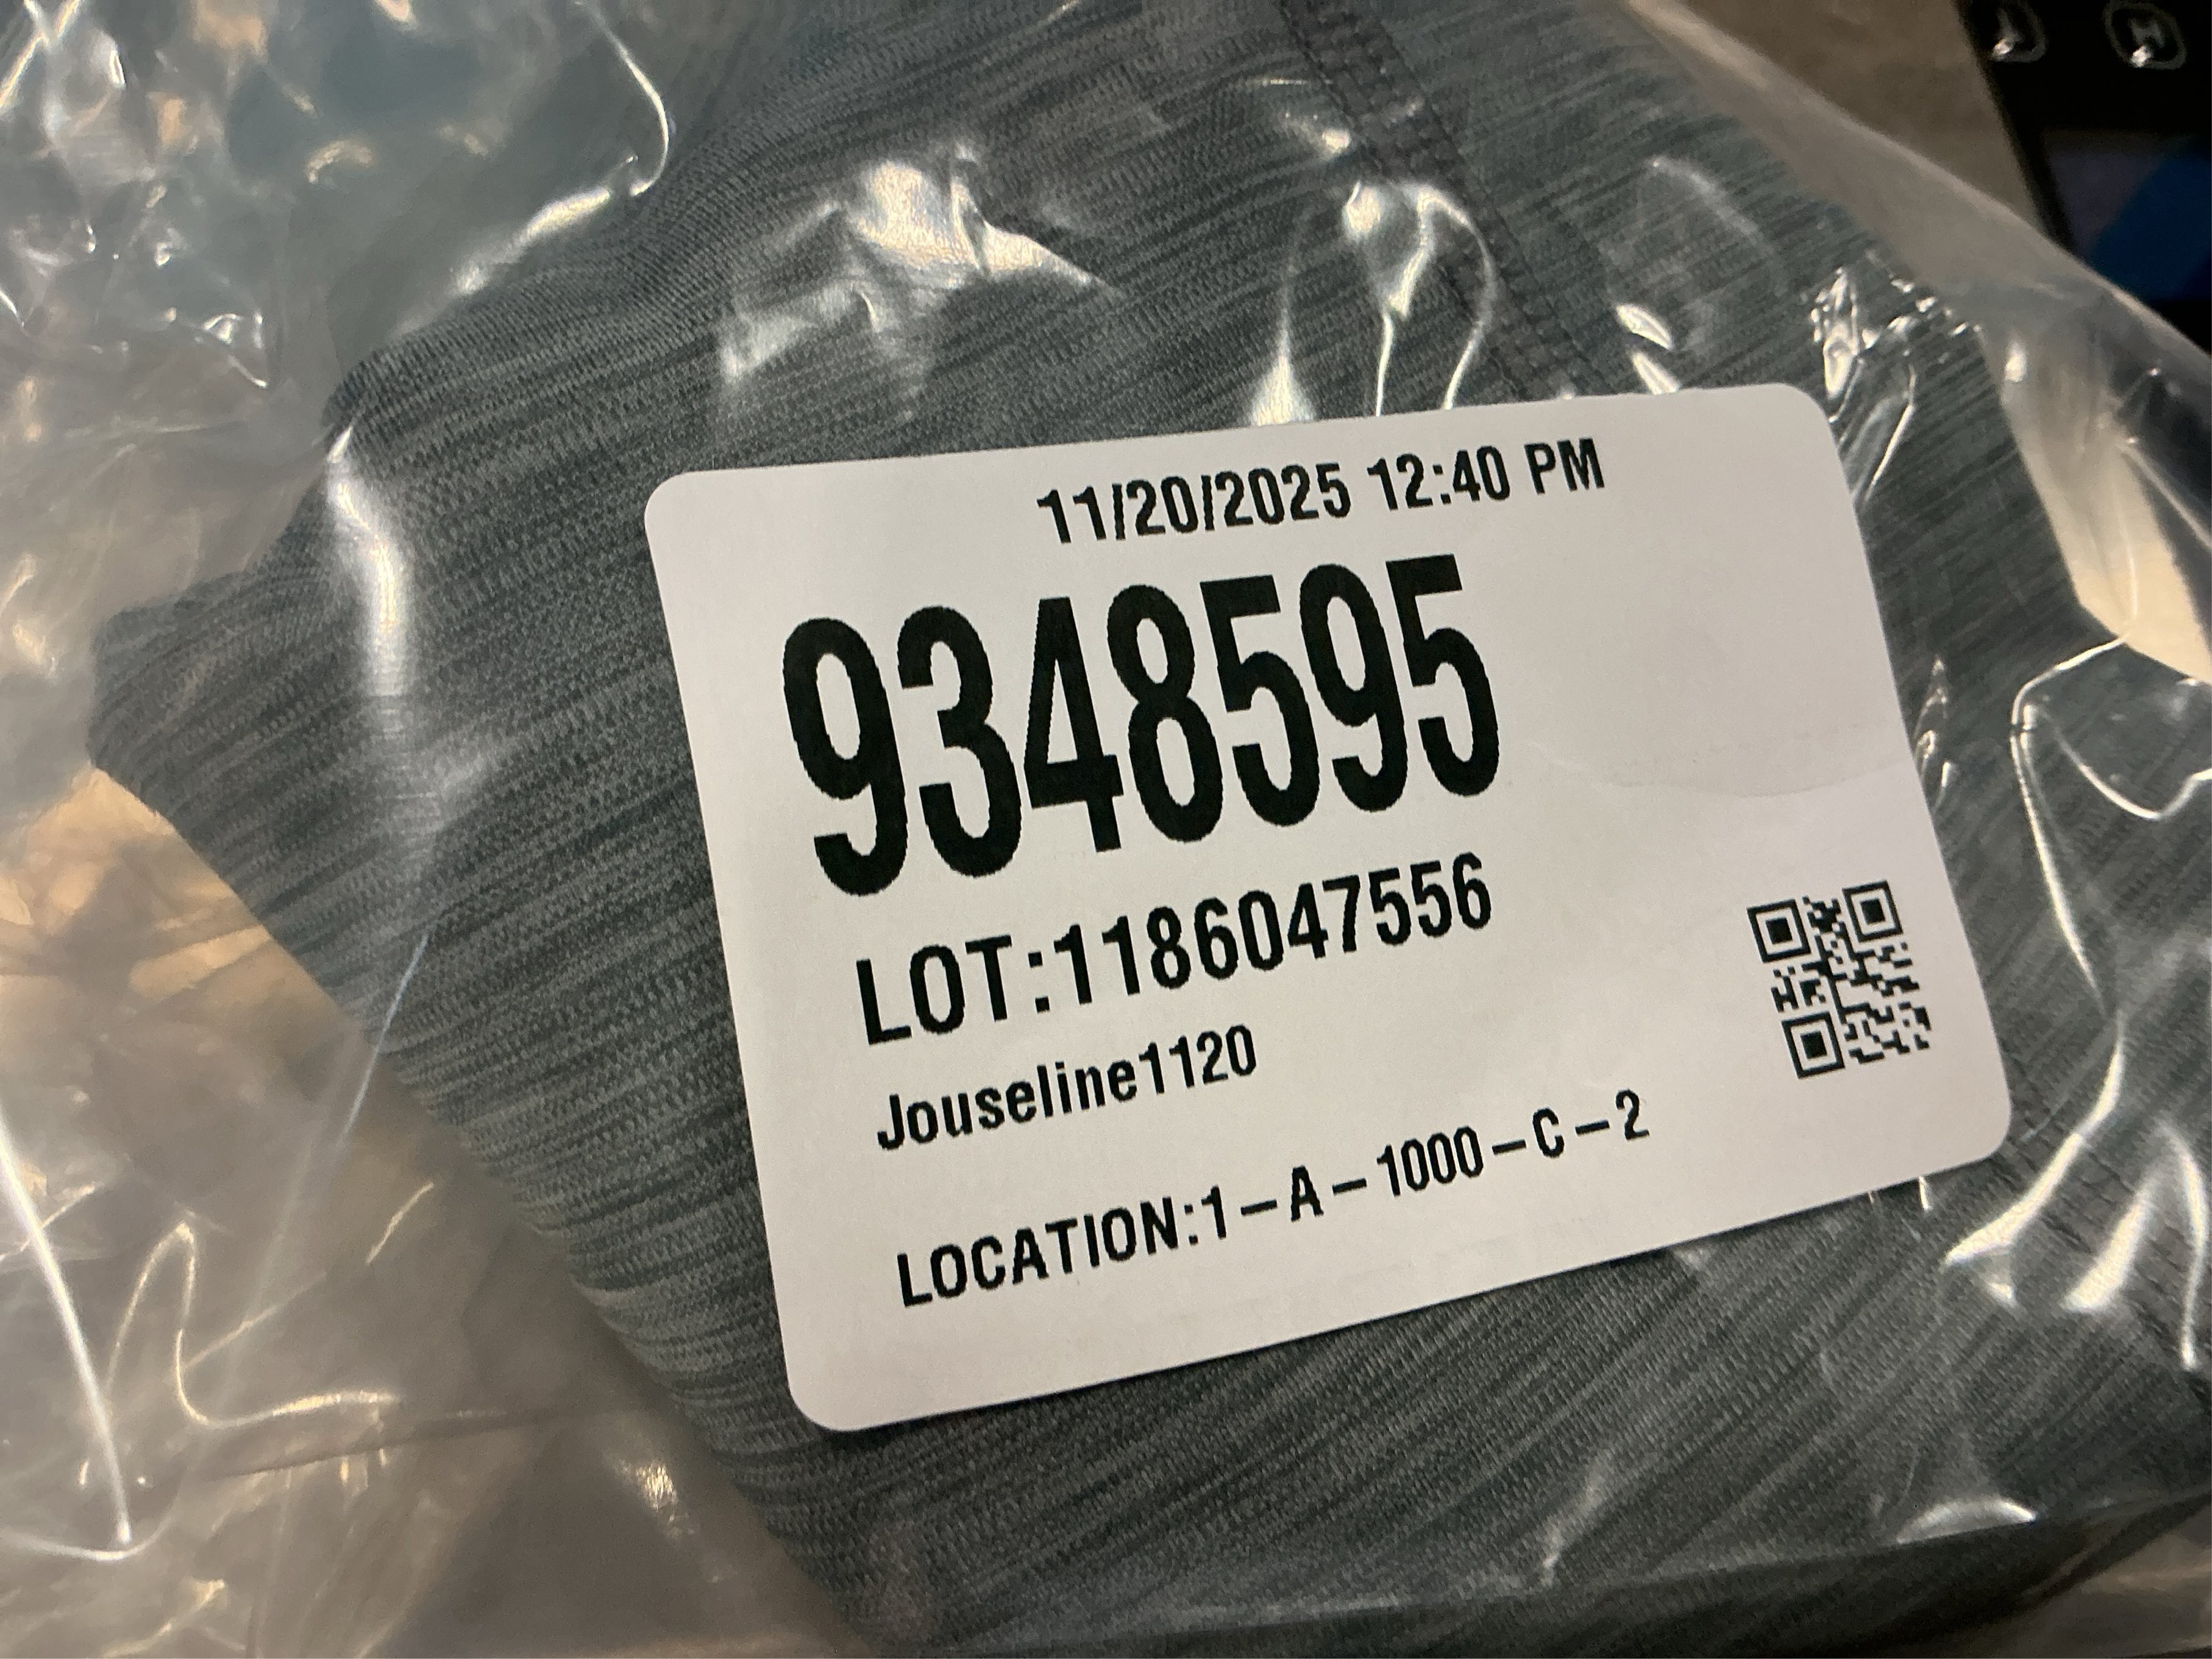 11/20/2025 12:40 PM
9348595
LOT:1186047556
Jouseline1120
LOCATION:1-A-1000-C-2